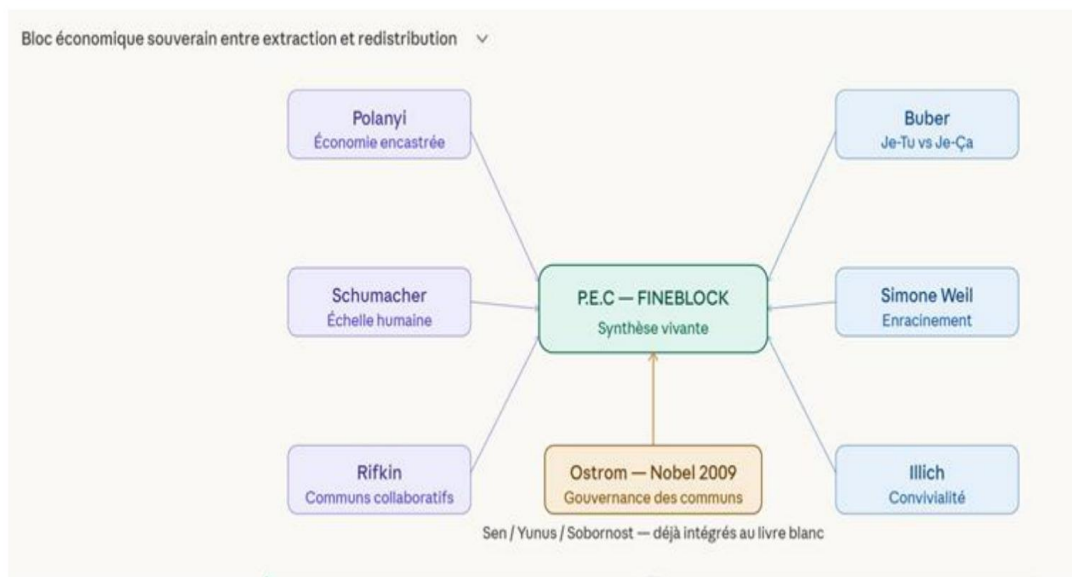 Bloc économique souverain entre extraction et redistribution
Polanyi
Économie encastrée
Buber
Je-Tu vs Je-Ça
Schumacher
Échelle humaine
P.E.C — FINEBLOCK
Synthèse vivante
Simone Weil
Enracinement
Rifkin
Communs collaboratifs
Ostrom — Nobel 2009
Gouvernance des communs
Illich
Convivialité
Sen / Yunus / Sobornost — déjà intégrés au livre blanc